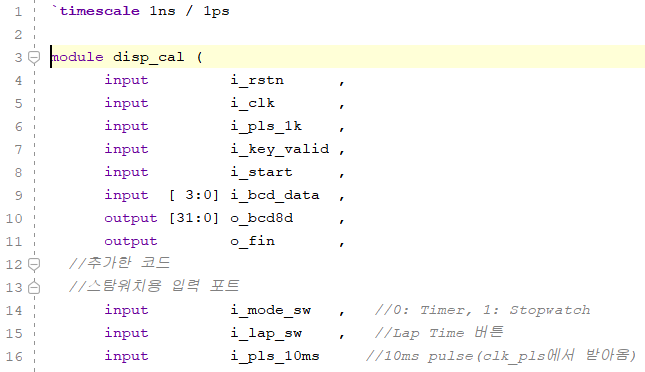 1 `timescale 1ns / 1ps
2
3 module disp_cal (
4 input i_rstn ,
5 input i_clk ,
6 input i_pls_1k ,
7 input i_key_valid ,
8 input i_start ,
9 input [ 3:0] i_bcd_data ,
10 output [31:0] o_bcd8d ,
11 output o_fin ,
12 //추가한 코드
13 //스탑워치용 입력 포트
14 input i_mode_sw , //0: Timer, 1: Stopwatch
15 input i_lap_sw , //Lap Time 버튼
16 input i_pls_10ms //10ms pulse(clk_pls에서 받아옴)